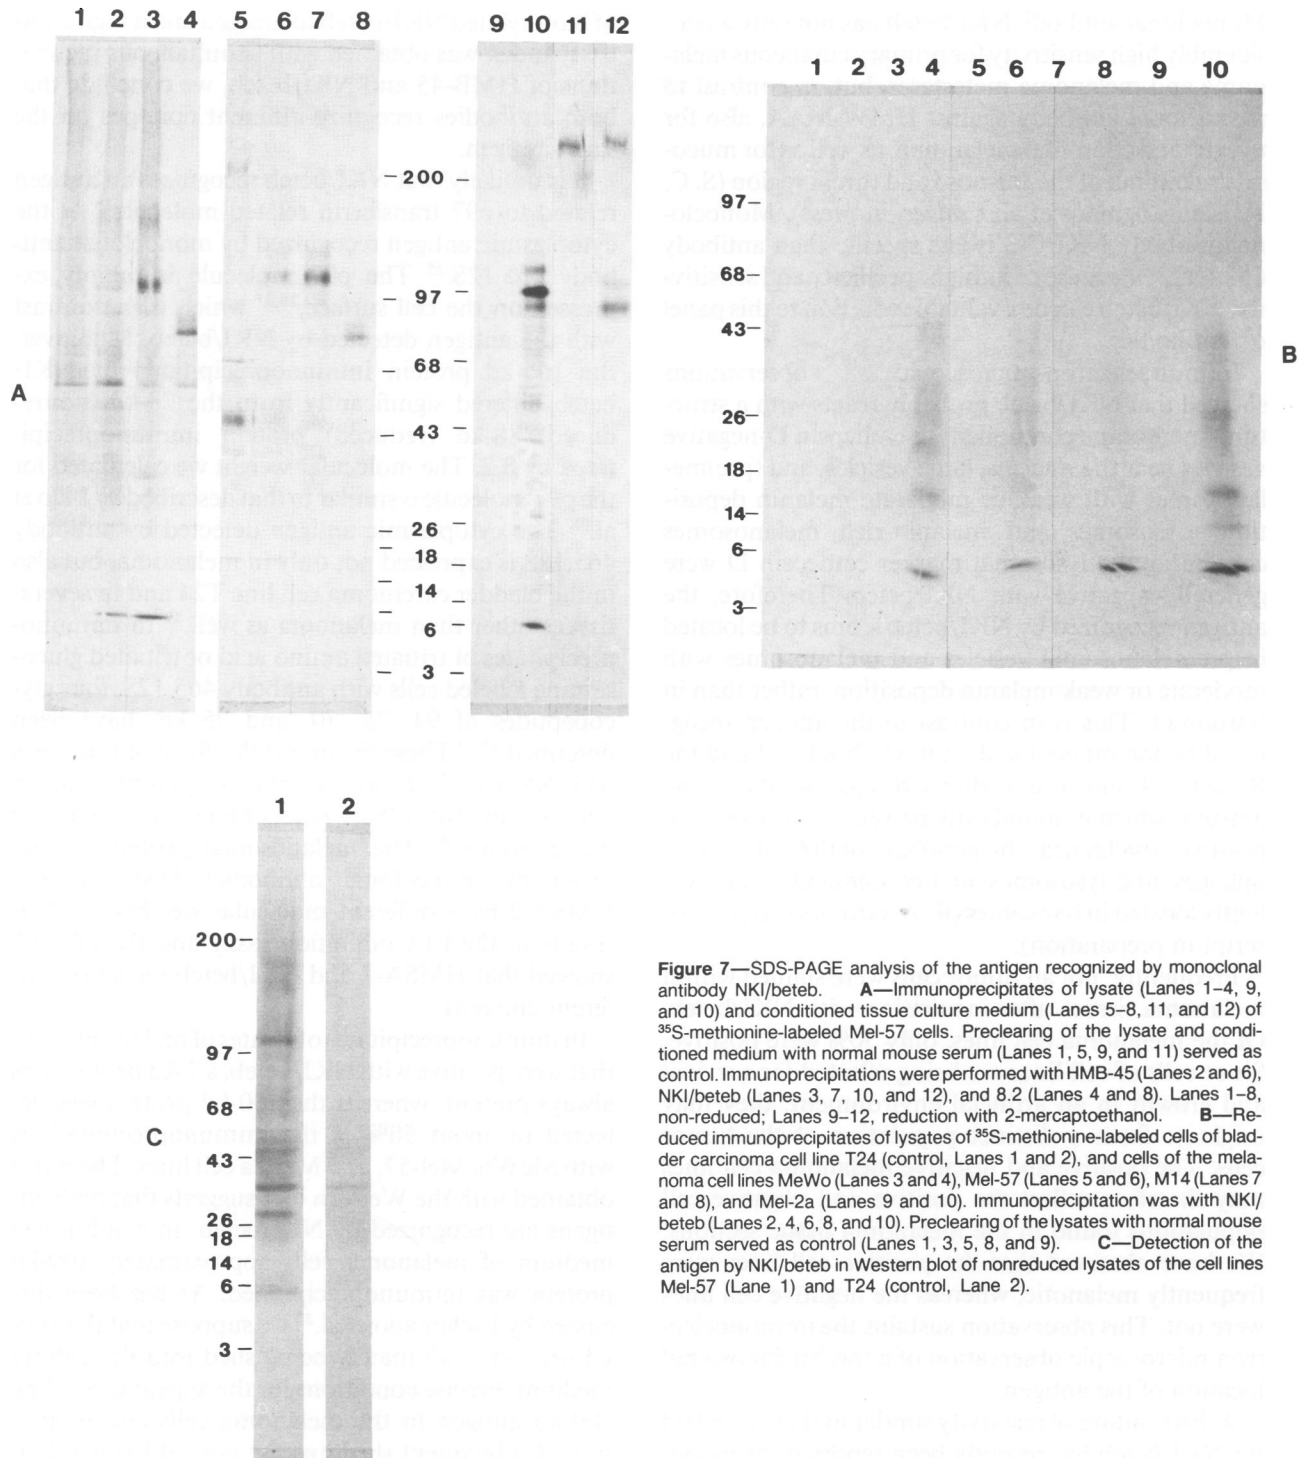 1 2 3 4 5 6 7 8 9 10 11 12
200
97
68
43
26
18
14
6
3
A
1 2 3 4 5 6 7 8 9 10
97
68
43
26
18
14
6
3
B
1 2
200
97
68
43
26
18
14
6
3
C
Figure 7—SDS-PAGE analysis of the antigen recognized by monoclonal
antibody NKI/beteb. A—Immunoprecipitates of lysate (Lanes 1–4, 9,
and 10) and conditioned tissue culture medium (Lanes 5–8, 11, and 12) of
³⁵S-methionine-labeled Mel-57 cells. Preclearing of the lysate and condi-
tioned medium with normal mouse serum (Lanes 1, 5, 9, and 11) served as
control. Immunoprecipitations were performed with HMB-45 (Lanes 2 and 6),
NKI/beteb (Lanes 3, 7, 10, and 12), and 8.2 (Lanes 4 and 8). Lanes 1–8,
non-reduced; Lanes 9–12, reduction with 2-mercaptoethanol. B—Re-
duced immunoprecipitates of lysates of ³⁵S-methionine-labeled cells of blad-
der carcinoma cell line T24 (control, Lanes 1 and 2), and cells of the mela-
noma cell lines MeWo (Lanes 3 and 4), Mel-57 (Lanes 5 and 6), M14 (Lanes 7
and 8), and Mel-2a (Lanes 9 and 10). Immunoprecipitation was with NKI/
beteb (Lanes 2, 4, 6, 8, and 10). Preclearing of the lysates with normal mouse
serum served as control (Lanes 1, 3, 5, 8, and 9). C—Detection of the
antigen by NKI/beteb in Western blot of nonreduced lysates of the cell lines
Mel-57 (Lane 1) and T24 (control, Lane 2).